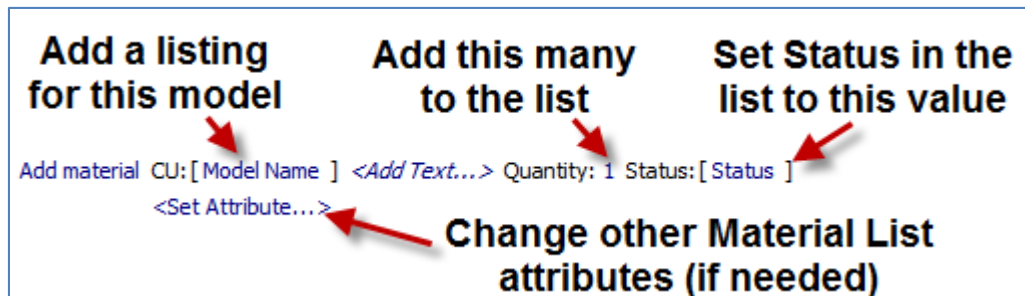 Add a listing
for this model
Add this many
to the list
Set Status in the
list to this value
Add material CU:[ Model Name ] <Add Text...> Quantity: 1 Status:[ Status ]
<Set Attribute...>
Change other Material List
attributes (if needed)